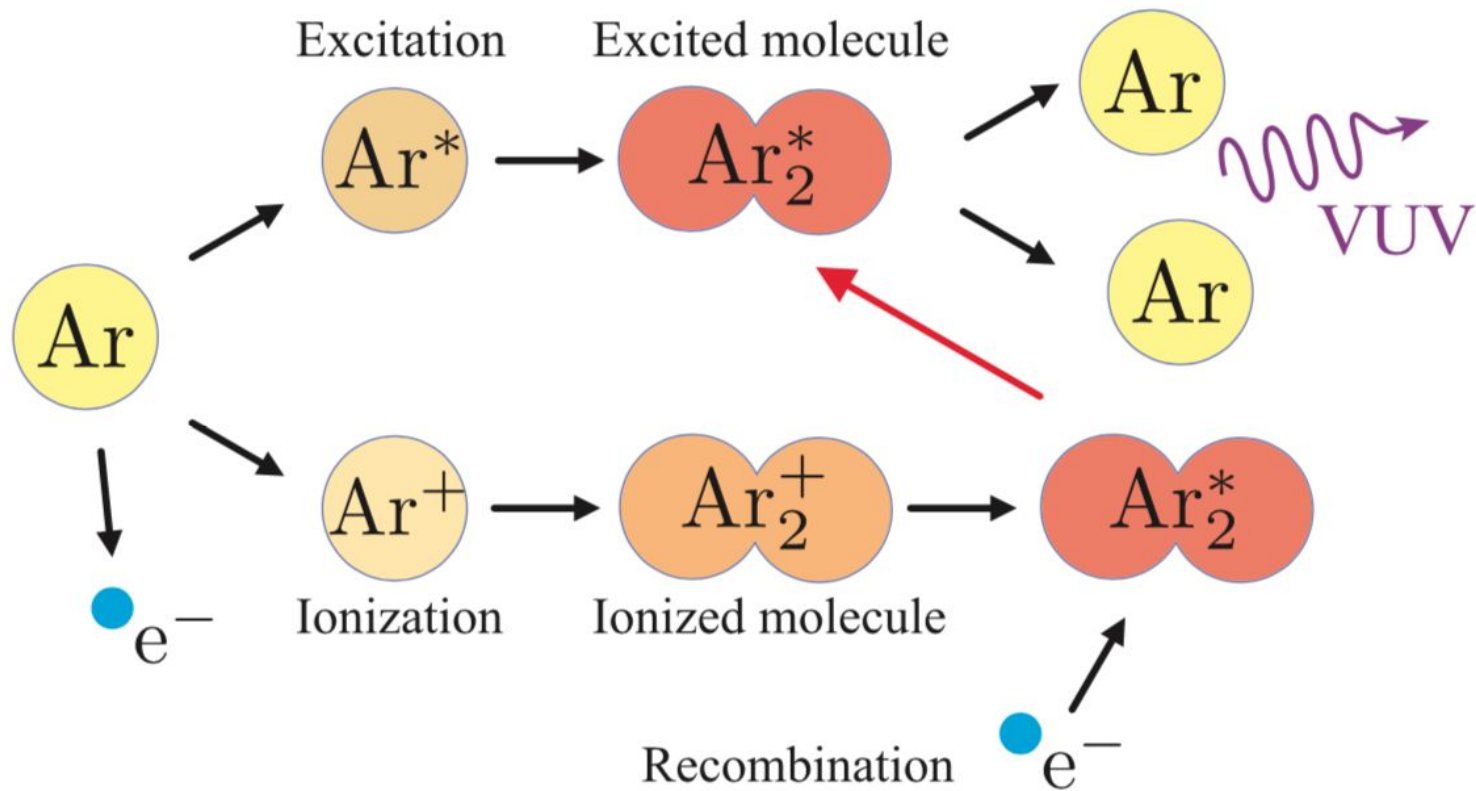 Excitation
Excited molecule
Ar
Ar*
Ar₂*
VUV
Ar
Ar
Ar⁺
Ar₂⁺
Ar₂*
Ionization
Ionized molecule
e⁻
Recombination
e⁻